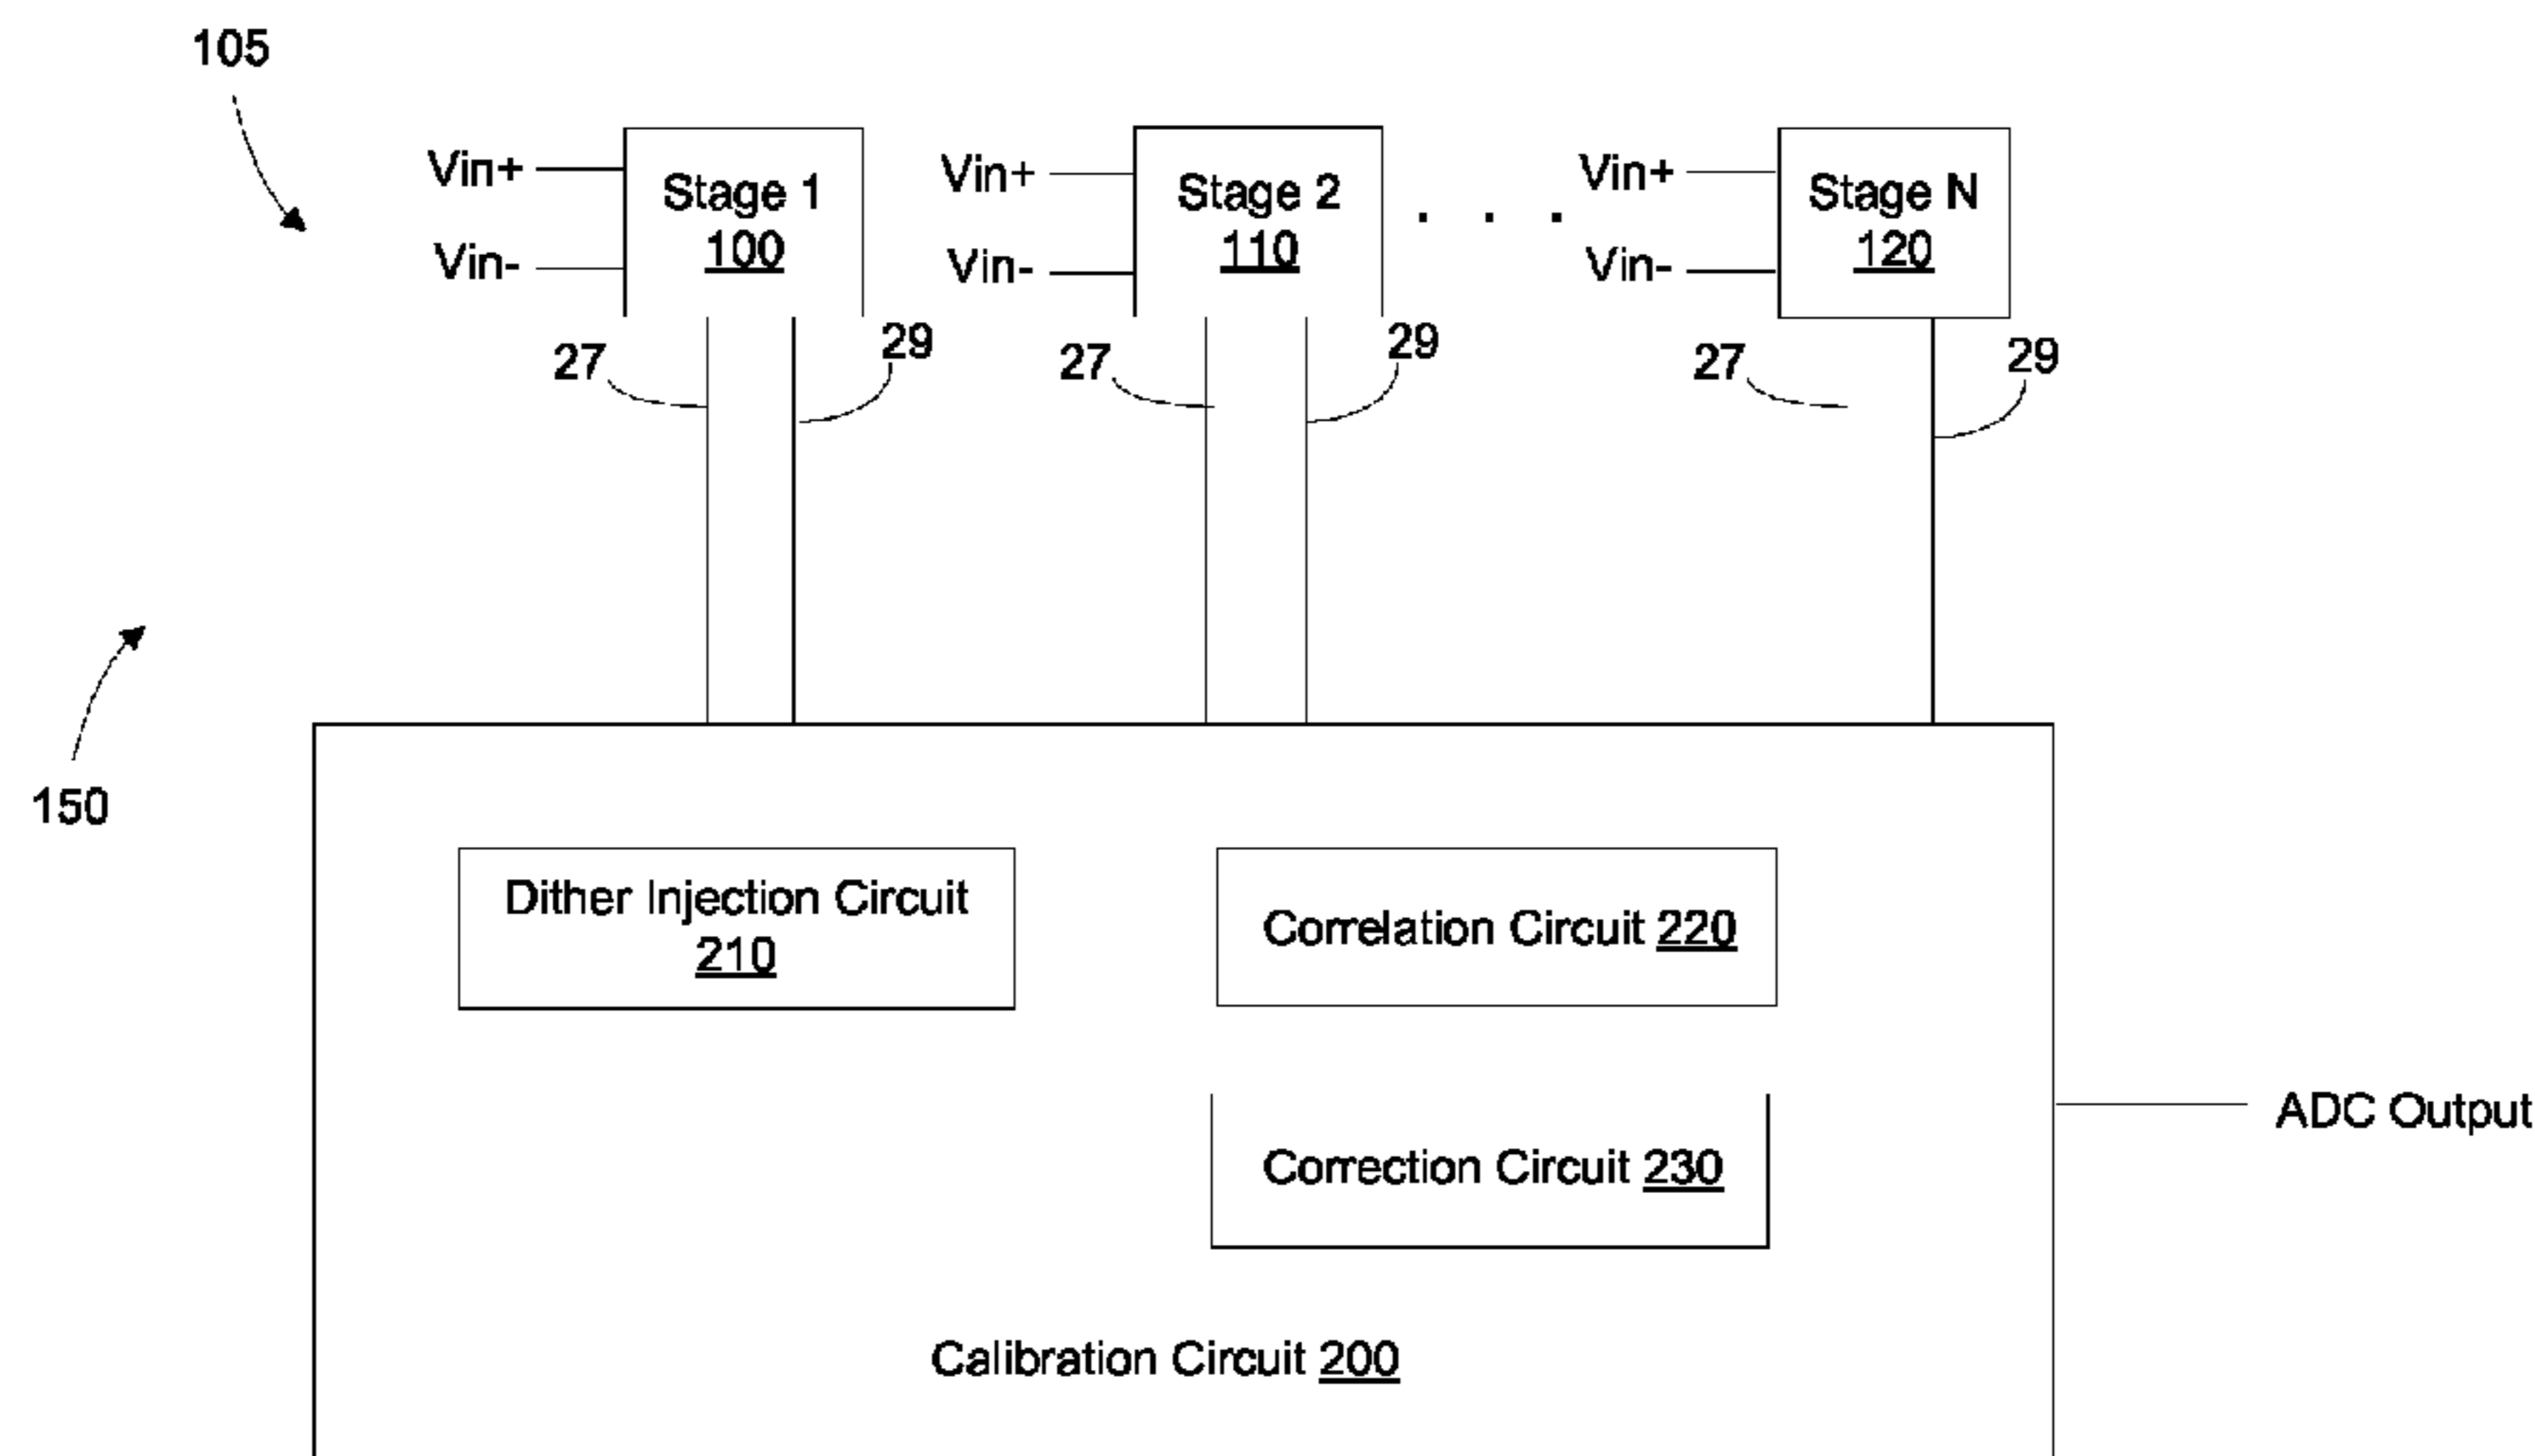 105
Vin+
Vin-
Stage 1
100
Vin+
Vin-
Stage 2
110
. . .
Vin+
Vin-
Stage N
120
27
29
27
29
27
29
150
Dither Injection Circuit
210
Correlation Circuit 220
Correction Circuit 230
ADC Output
Calibration Circuit 200